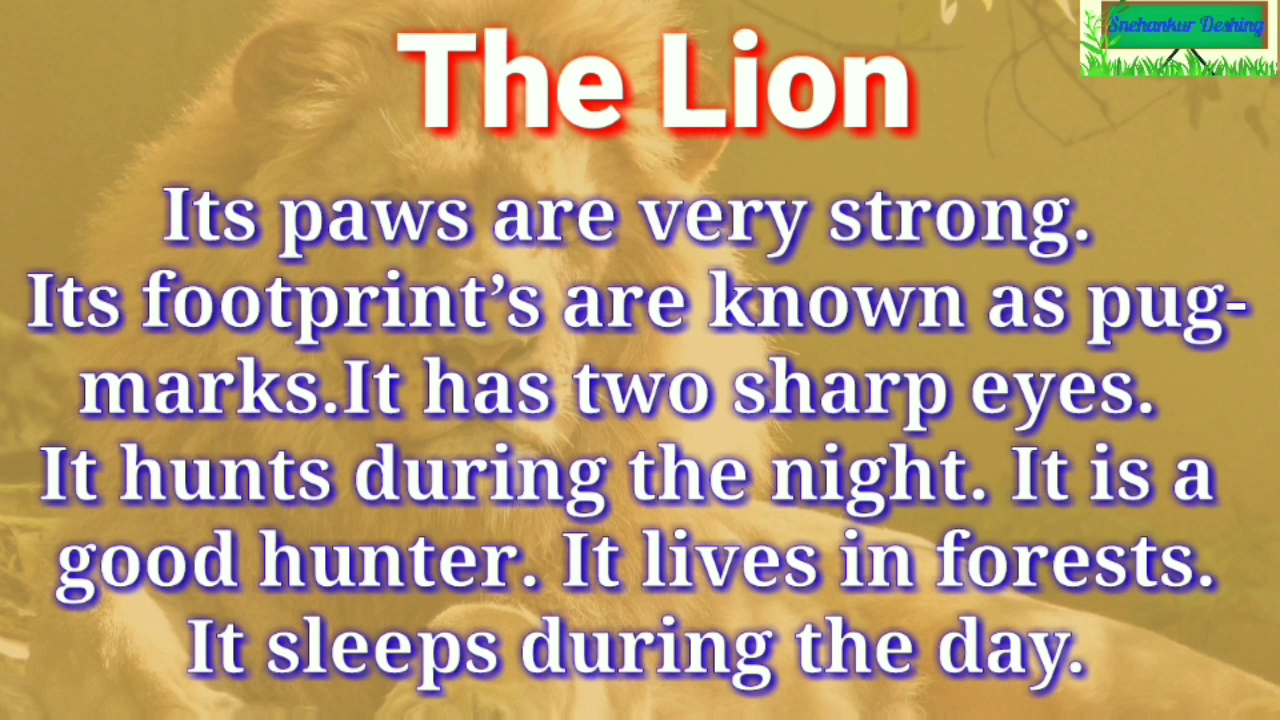 Snehankur Deshing
The Lion
Its paws are very strong.
Its footprint’s are known as pug-
marks.It has two sharp eyes.
It hunts during the night. It is a
good hunter. It lives in forests.
It sleeps during the day.